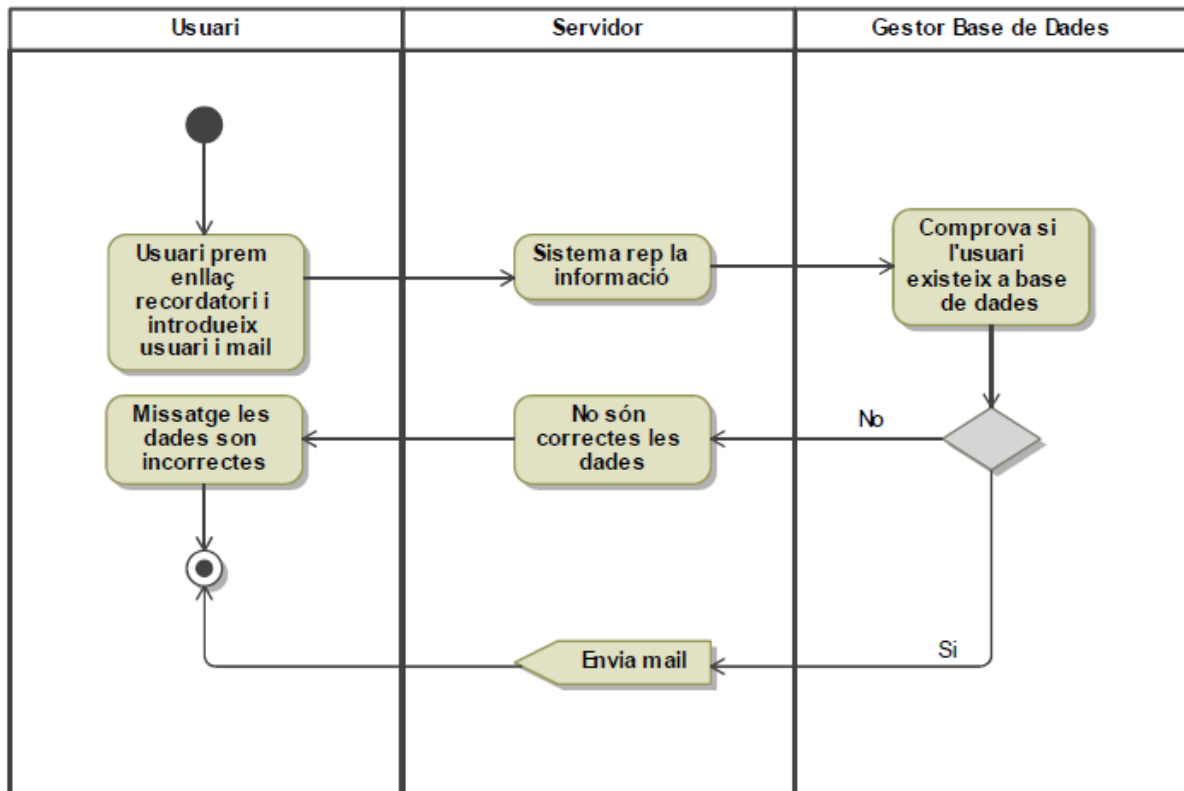 Usuari
Servidor
Gestor Base de Dades
Usuari prem
enllaç
recordatori i
introdueix
usuari i mail
Sistema rep la
informació
Comprova si
l'usuari
existeix a base
de dades
Missatge les
dades son
incorrectes
No són
correctes les
dades
No
Envia mail
Si